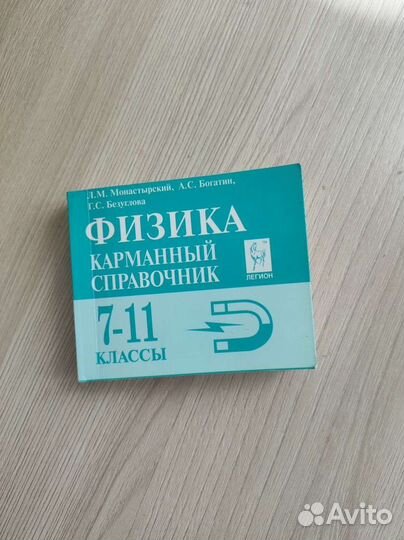 Л.М. Монастырский, А.С. Богатин,
Г.С. Безуглова
ФИЗИКА
КАРМАННЫЙ
СПРАВОЧНИК
ЛЕГИОН
7-11
КЛАССЫ
Avito